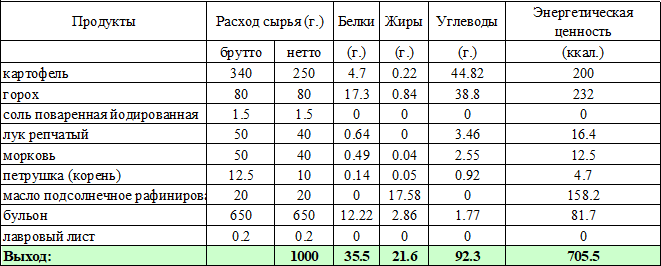 Продукты Расход сырья (г.) Белки Жиры Углеводы Энергетическая ценность
брутто нетто (г.) (г.) (г.) (ккал.)
картофель 340 250 4.7 0.22 44.82 200
горох 80 80 17.3 0.84 38.8 232
соль поваренная йодированная 1.5 1.5 0 0 0 0
лук репчатый 50 40 0.64 0 3.46 16.4
морковь 50 40 0.49 0.04 2.55 12.5
петрушка (корень) 12.5 10 0.14 0.05 0.92 4.7
масло подсолнечное рафинирова 20 20 0 17.58 0 158.2
бульон 650 650 12.22 2.86 1.77 81.7
лавровый лист 0.2 0.2 0 0 0 0
Выход: 1000 35.5 21.6 92.3 705.5